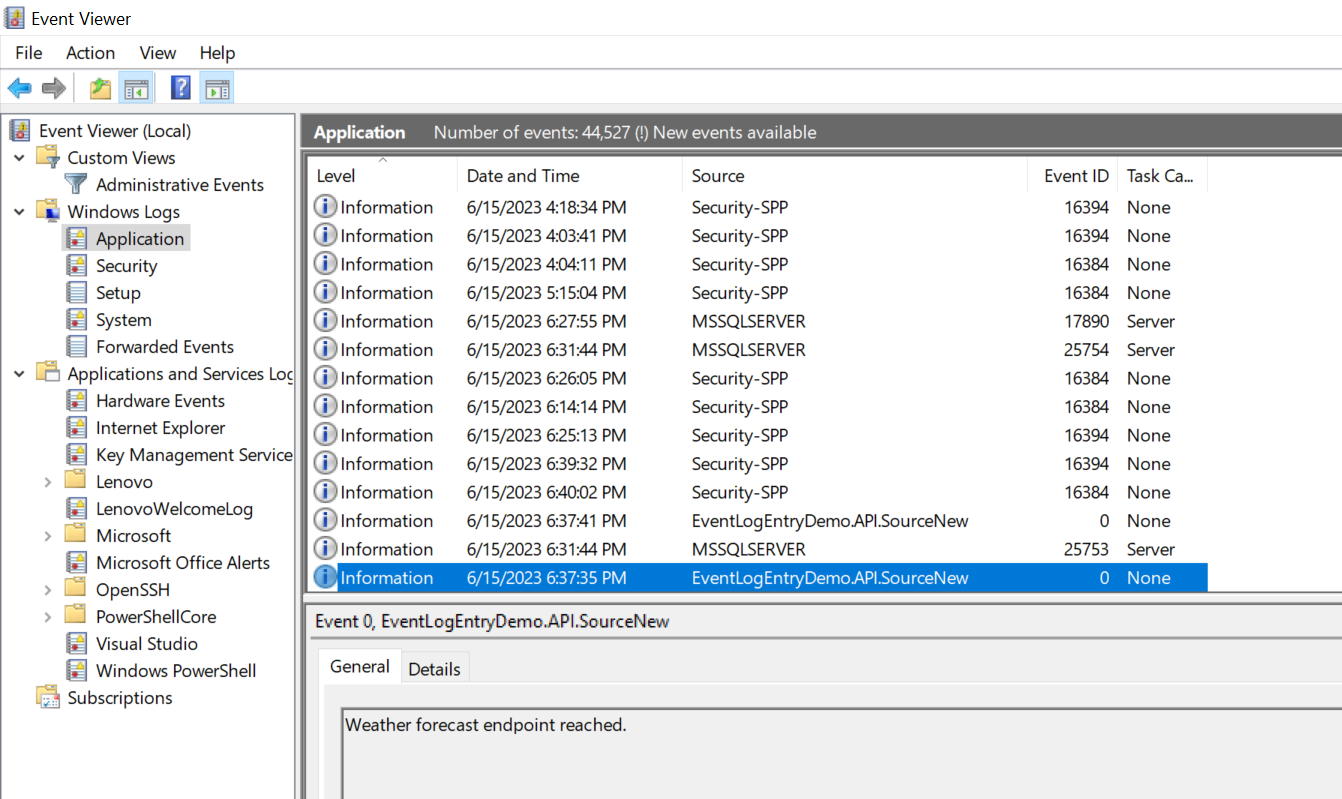 Event Viewer
File Action View Help
Event Viewer (Local)
Custom Views
Administrative Events
Windows Logs
Application
Security
Setup
System
Forwarded Events
Applications and Services Log
Hardware Events
Internet Explorer
Key Management Service
Lenovo
LenovoWelcomeLog
Microsoft
Microsoft Office Alerts
OpenSSH
PowerShellCore
Visual Studio
Windows PowerShell
Subscriptions
Application Number of events: 44,527 (!) New events available
Level Date and Time Source Event ID Task Ca...
Information 6/15/2023 4:18:34 PM Security-SPP 16394 None
Information 6/15/2023 4:03:41 PM Security-SPP 16394 None
Information 6/15/2023 4:04:11 PM Security-SPP 16384 None
Information 6/15/2023 5:15:04 PM Security-SPP 16384 None
Information 6/15/2023 6:27:55 PM MSSQLSERVER 17890 Server
Information 6/15/2023 6:31:44 PM MSSQLSERVER 25754 Server
Information 6/15/2023 6:26:05 PM Security-SPP 16384 None
Information 6/15/2023 6:14:14 PM Security-SPP 16384 None
Information 6/15/2023 6:25:13 PM Security-SPP 16394 None
Information 6/15/2023 6:39:32 PM Security-SPP 16394 None
Information 6/15/2023 6:40:02 PM Security-SPP 16384 None
Information 6/15/2023 6:37:41 PM EventLogEntryDemo.API.SourceNew 0 None
Information 6/15/2023 6:31:44 PM MSSQLSERVER 25753 Server
Information 6/15/2023 6:37:35 PM EventLogEntryDemo.API.SourceNew 0 None
Event 0, EventLogEntryDemo.API.SourceNew
General Details
Weather forecast endpoint reached.